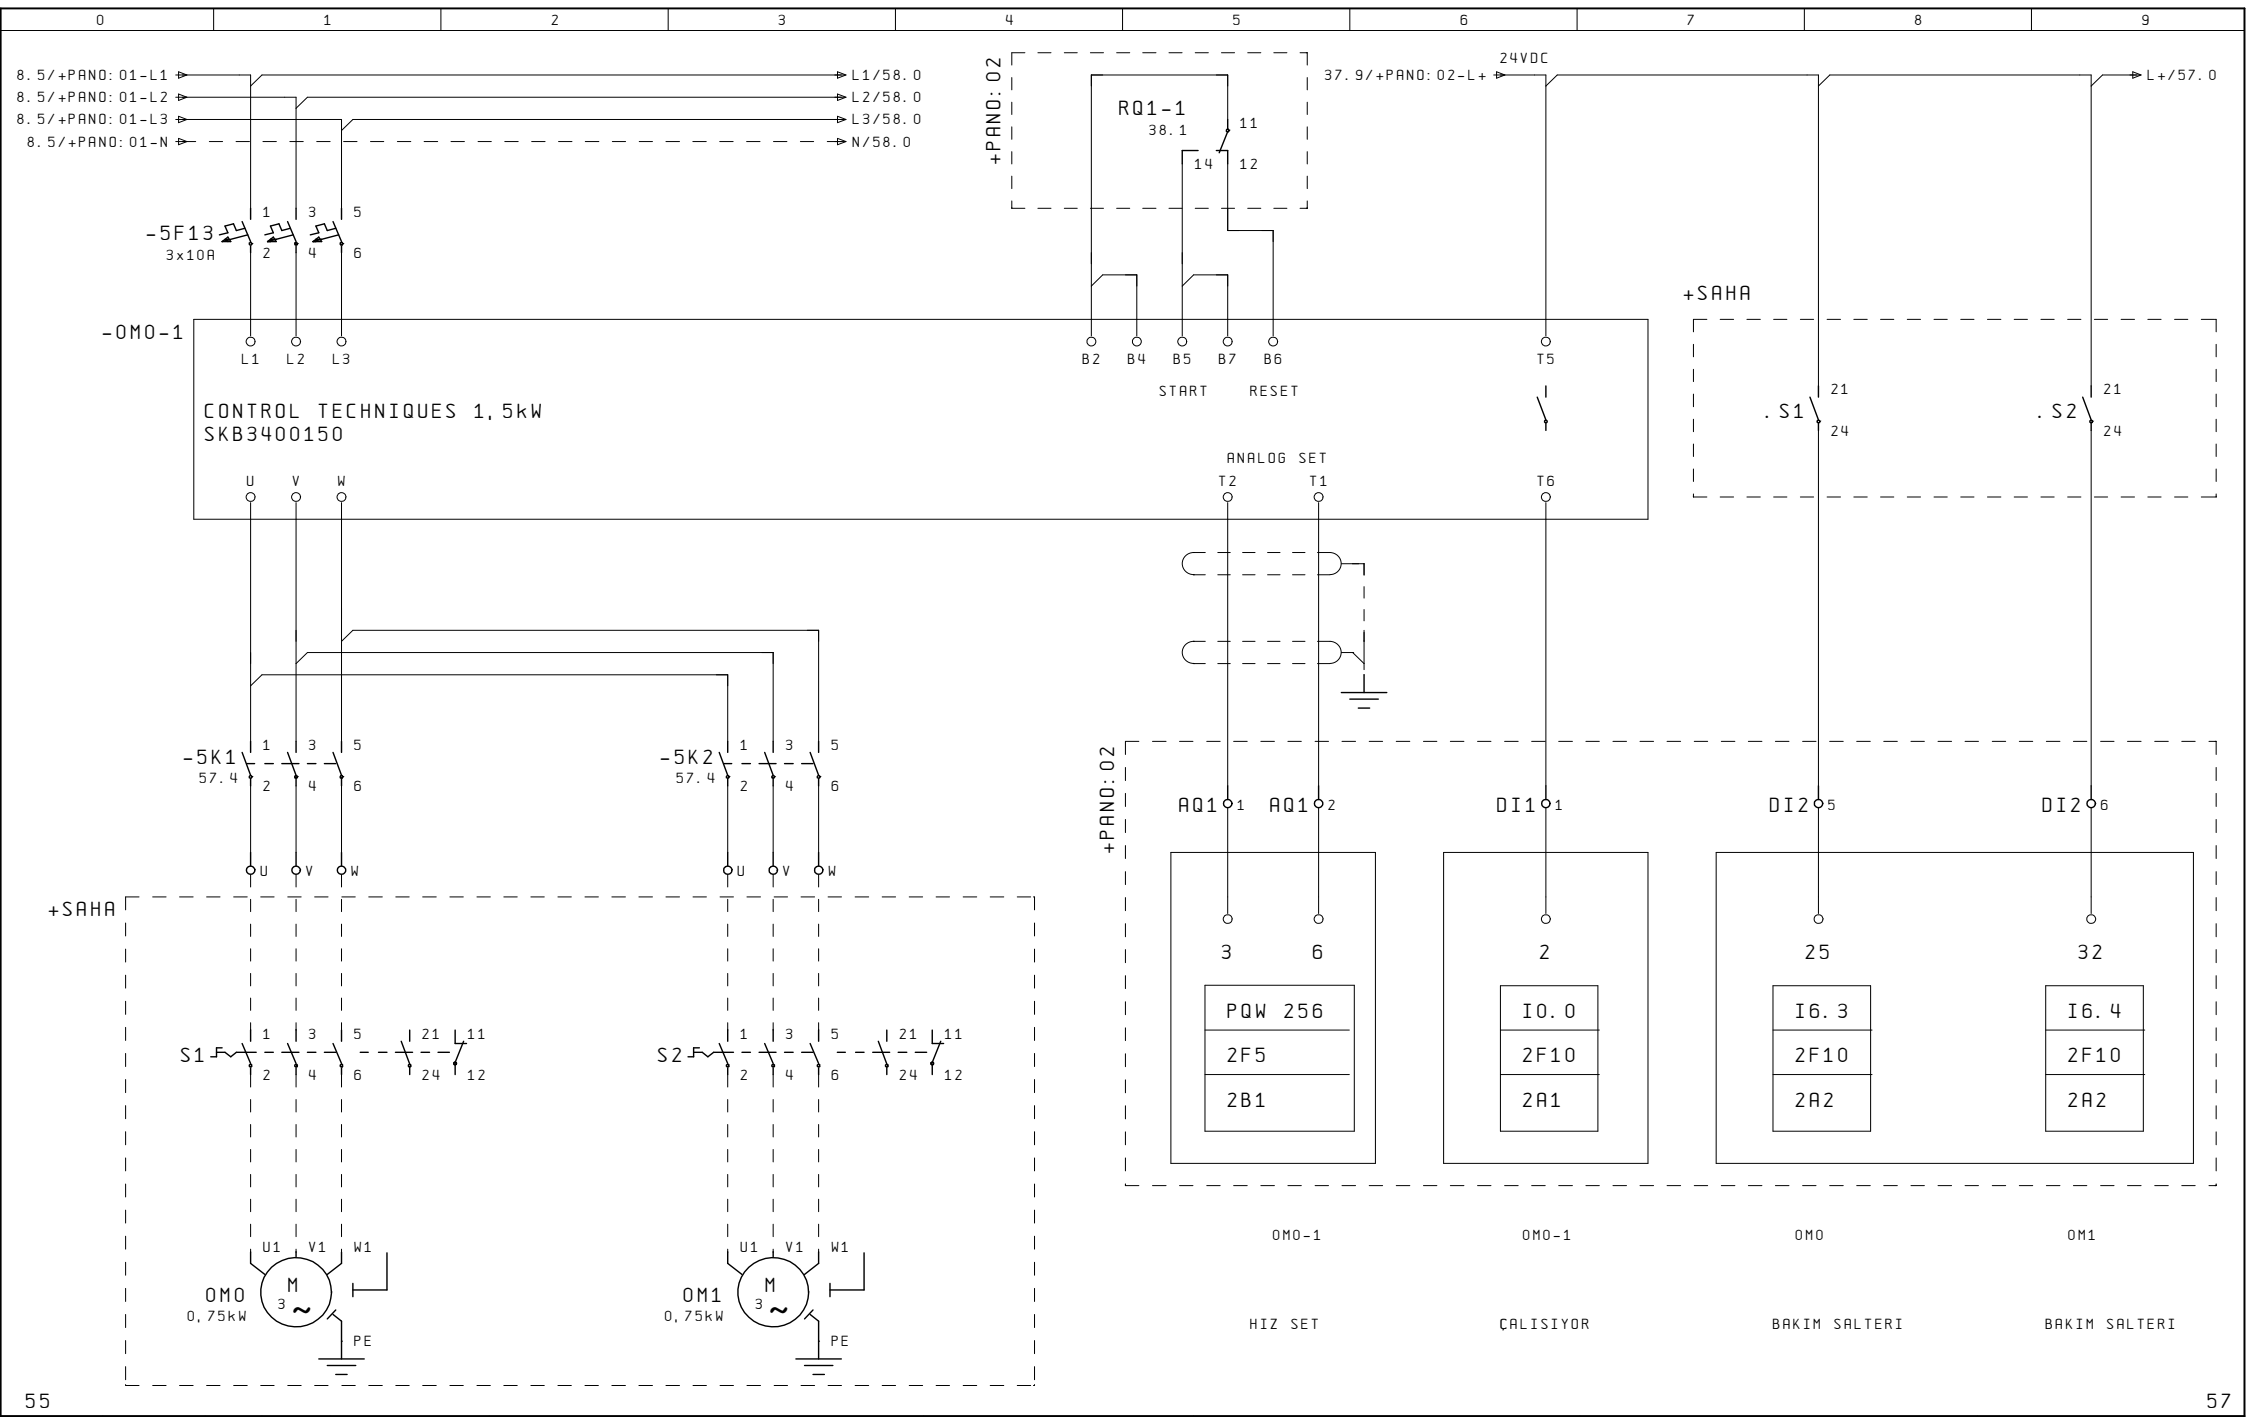 0 1 2 3 4 5 6 7 8 9
24VDC
8.5/+PANO:01-L1 L1/58.0 37.9/+PANO:02-L+ L+/57.0
8.5/+PANO:01-L2 L2/58.0
8.5/+PANO:01-L3 L3/58.0
8.5/+PANO:01-N N/58.0
+PANO:02
RQ1-1
38.1
11
14 12
-5F13
3x10A
1 3 5
2 4 6
+SAHA
-0M0-1
L1 L2 L3 B2 B4 B5 B7 B6 T5
START RESET
CONTROL TECHNIQUES 1,5kW
SKB3400150
.S1 21
24
.S2 21
24
ANALOG SET
U V W T2 T1 T6
-5K1
57.4
1 3 5
2 4 6
-5K2
57.4
1 3 5
2 4 6
+PANO:02
AQ1 1 AQ1 2 DI1 1 DI2 5 DI2 6
U V W U V W
+SAHA
3 6 2 25 32
PQW 256 I0.0 I6.3 I6.4
2F5 2F10 2F10 2F10
2B1 2A1 2A2 2A2
S1
1 3 5 21 11
2 4 6 24 12
S2
1 3 5 21 11
2 4 6 24 12
U1 V1 W1 U1 V1 W1
0M0-1 0M0-1 0M0 0M1
0M0
0,75kW
M
3 ~
PE
0M1
0,75kW
M
3 ~
PE
HIZ SET ÇALISIYOR BAKIM SALTERI BAKIM SALTERI
55 57